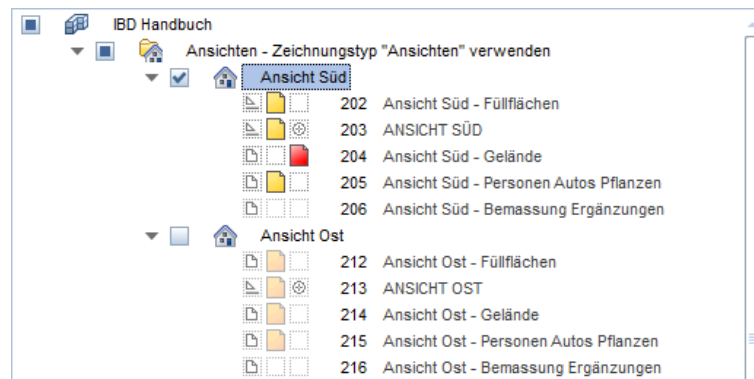 IBD Handbuch
Ansichten - Zeichnungstyp "Ansichten" verwenden
Ansicht Süd
202 Ansicht Süd - Füllflächen
203 ANSICHT SÜD
204 Ansicht Süd - Gelände
205 Ansicht Süd - Personen Autos Pflanzen
206 Ansicht Süd - Bemassung Ergänzungen
Ansicht Ost
212 Ansicht Ost - Füllflächen
213 ANSICHT OST
214 Ansicht Ost - Gelände
215 Ansicht Ost - Personen Autos Pflanzen
216 Ansicht Ost - Bemassung Ergänzungen